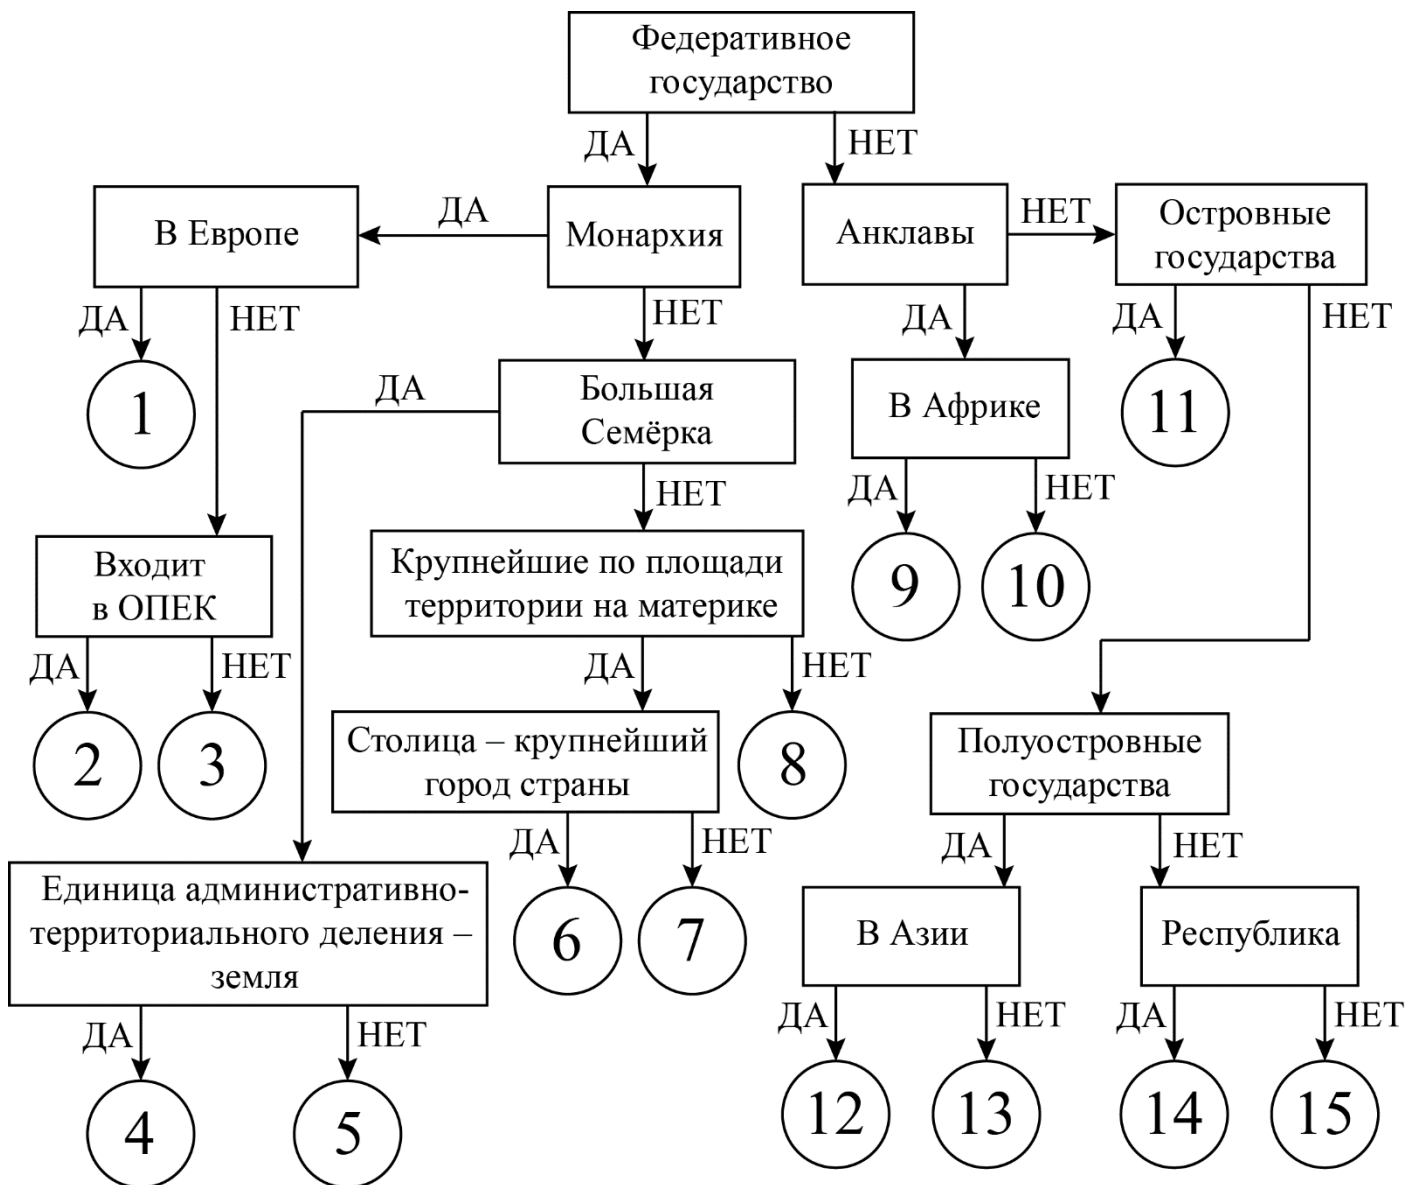 Федеративное
государство
ДА
НЕТ
В Европе
ДА
Монархия
Анклавы
НЕТ
Островные
государства
ДА
НЕТ
НЕТ
ДА
ДА
НЕТ
1
ДА
Большая
Семёрка
В Африке
11
НЕТ
ДА
НЕТ
Входит
в ОПЕК
Крупнейшие по площади
территории на материке
9
10
ДА
НЕТ
ДА
НЕТ
2
3
Столица – крупнейший
город страны
8
Полуостровные
государства
ДА
НЕТ
ДА
НЕТ
Единица административно-
территориального деления –
земля
6
7
В Азии
Республика
ДА
НЕТ
ДА
НЕТ
ДА
НЕТ
4
5
12
13
14
15